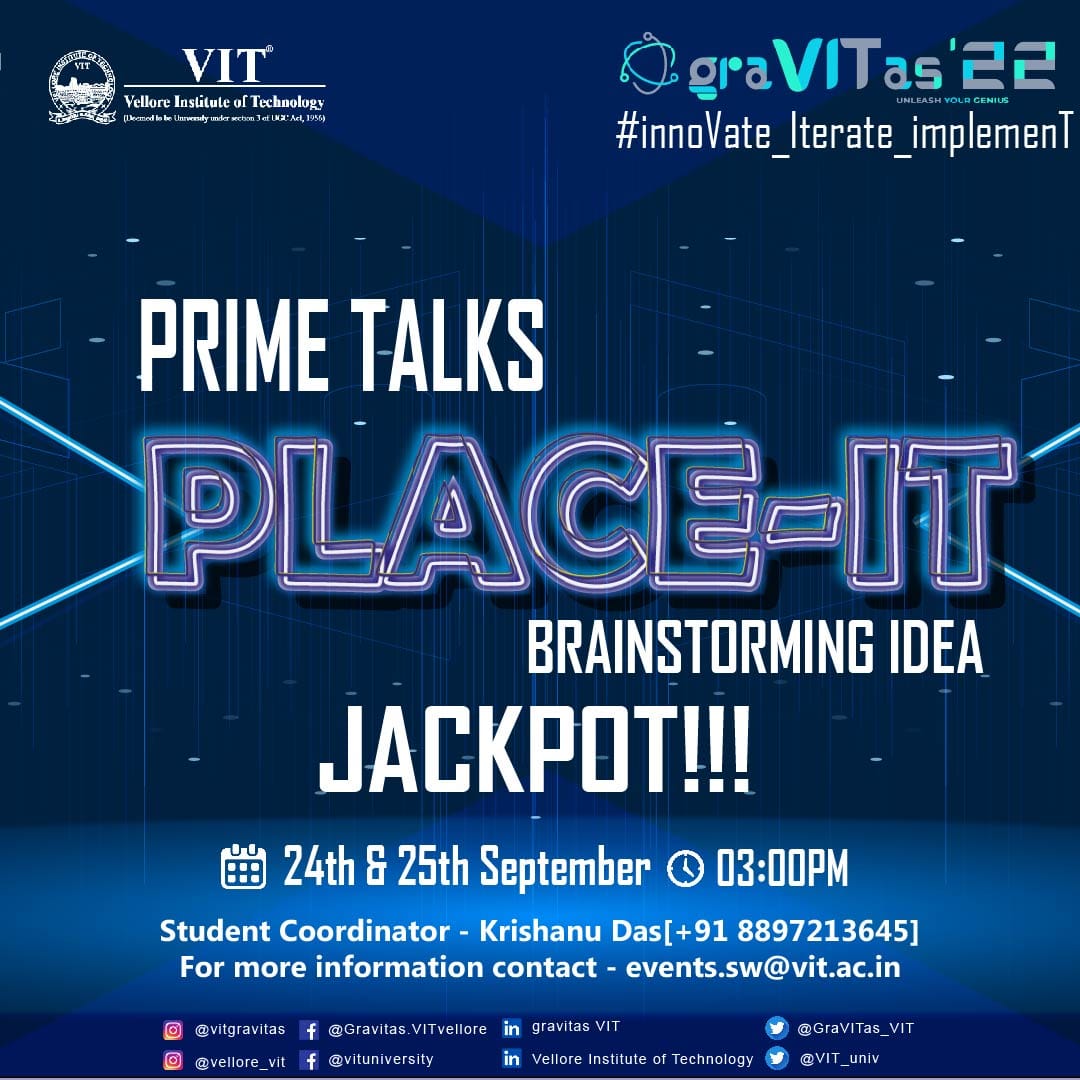 VIT®
Vellore Institute of Technology
(Deemed to be University under section 3 of UGC Act, 1956)
VIT
graVITas'22
UNLEASH YOUR GENIUS
#innoVate_Iterate_implemenT
PRIME TALKS
PLACE-IT
BRAINSTORMING IDEA
JACKPOT!!!
24th & 25th September 03:00PM
Student Coordinator - Krishanu Das[+91 8897213645]
For more information contact - events.sw@vit.ac.in
@vitgravitas @Gravitas.VITvellore gravitas VIT @GraVITas_VIT
@vellore_vit @vituniversity Vellore Institute of Technology @VIT_univ